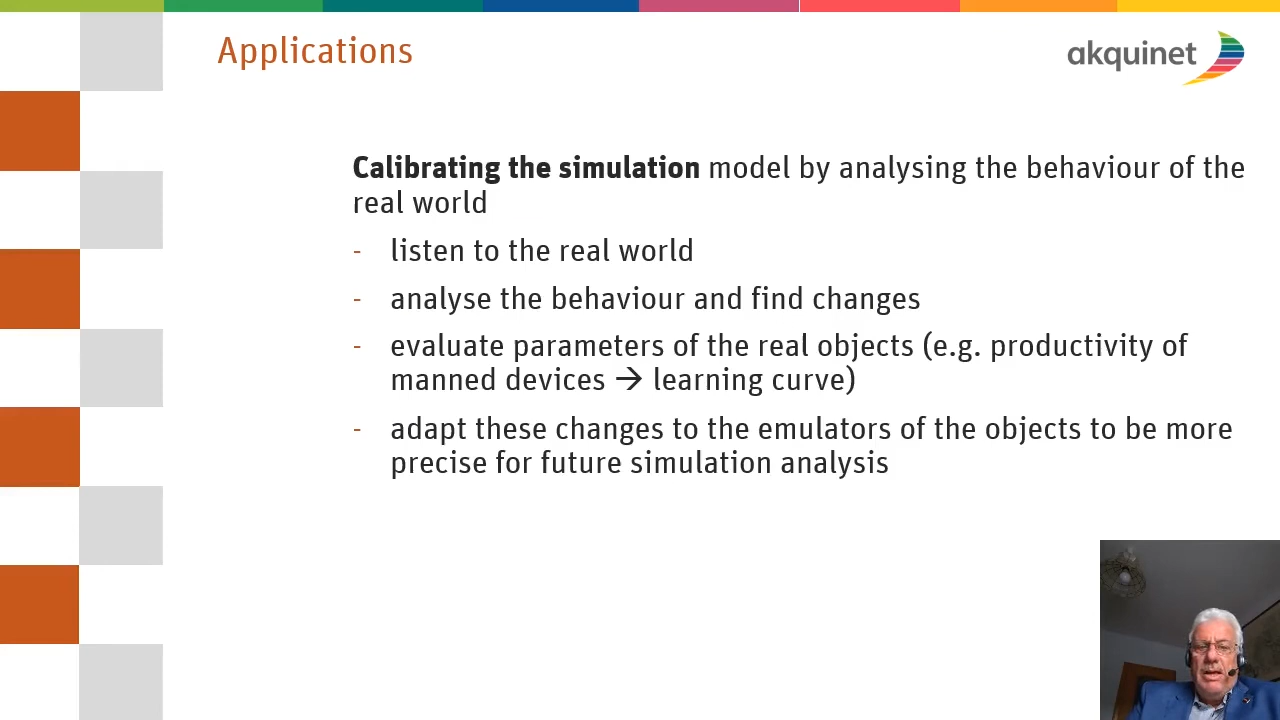 Applications
akquinet
Calibrating the simulation model by analysing the behaviour of the
real world
- listen to the real world
- analyse the behaviour and find changes
- evaluate parameters of the real objects (e.g. productivity of
manned devices → learning curve)
- adapt these changes to the emulators of the objects to be more
precise for future simulation analysis